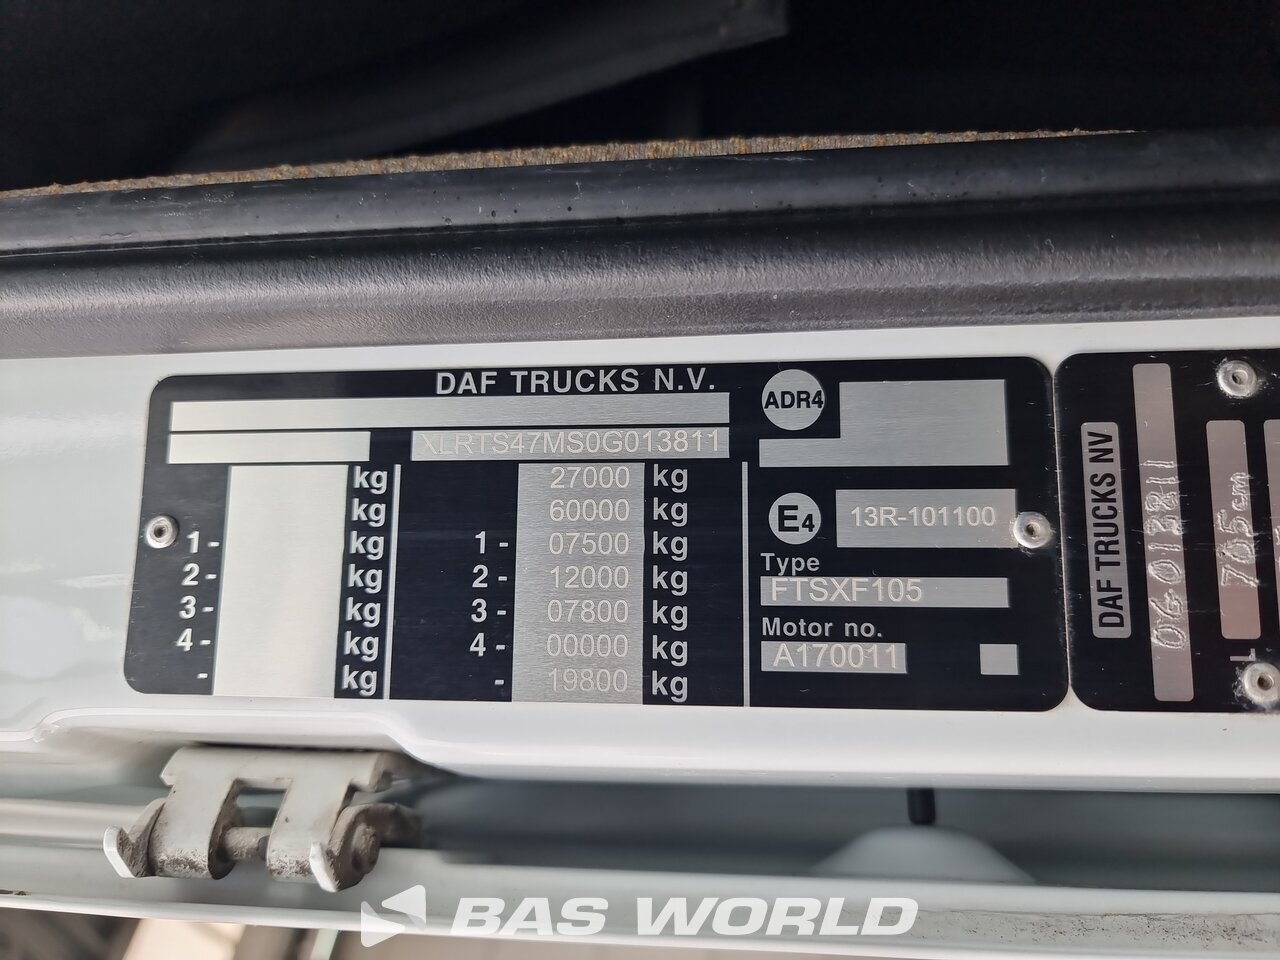 DAF TRUCKS N.V.
XLRTS47MS0G013811
kg 27000 kg
kg 60000 kg
1- kg 1- 07500 kg
2- kg 2- 12000 kg
3- kg 3- 07800 kg
4- kg 4- 00000 kg
- kg - 19800 kg
ADR4
E4 13R-101100
Type
FTSXF105
Motor no.
A170011
DAF TRUCKS NV
0G013811
765cm
L
BAS WORLD